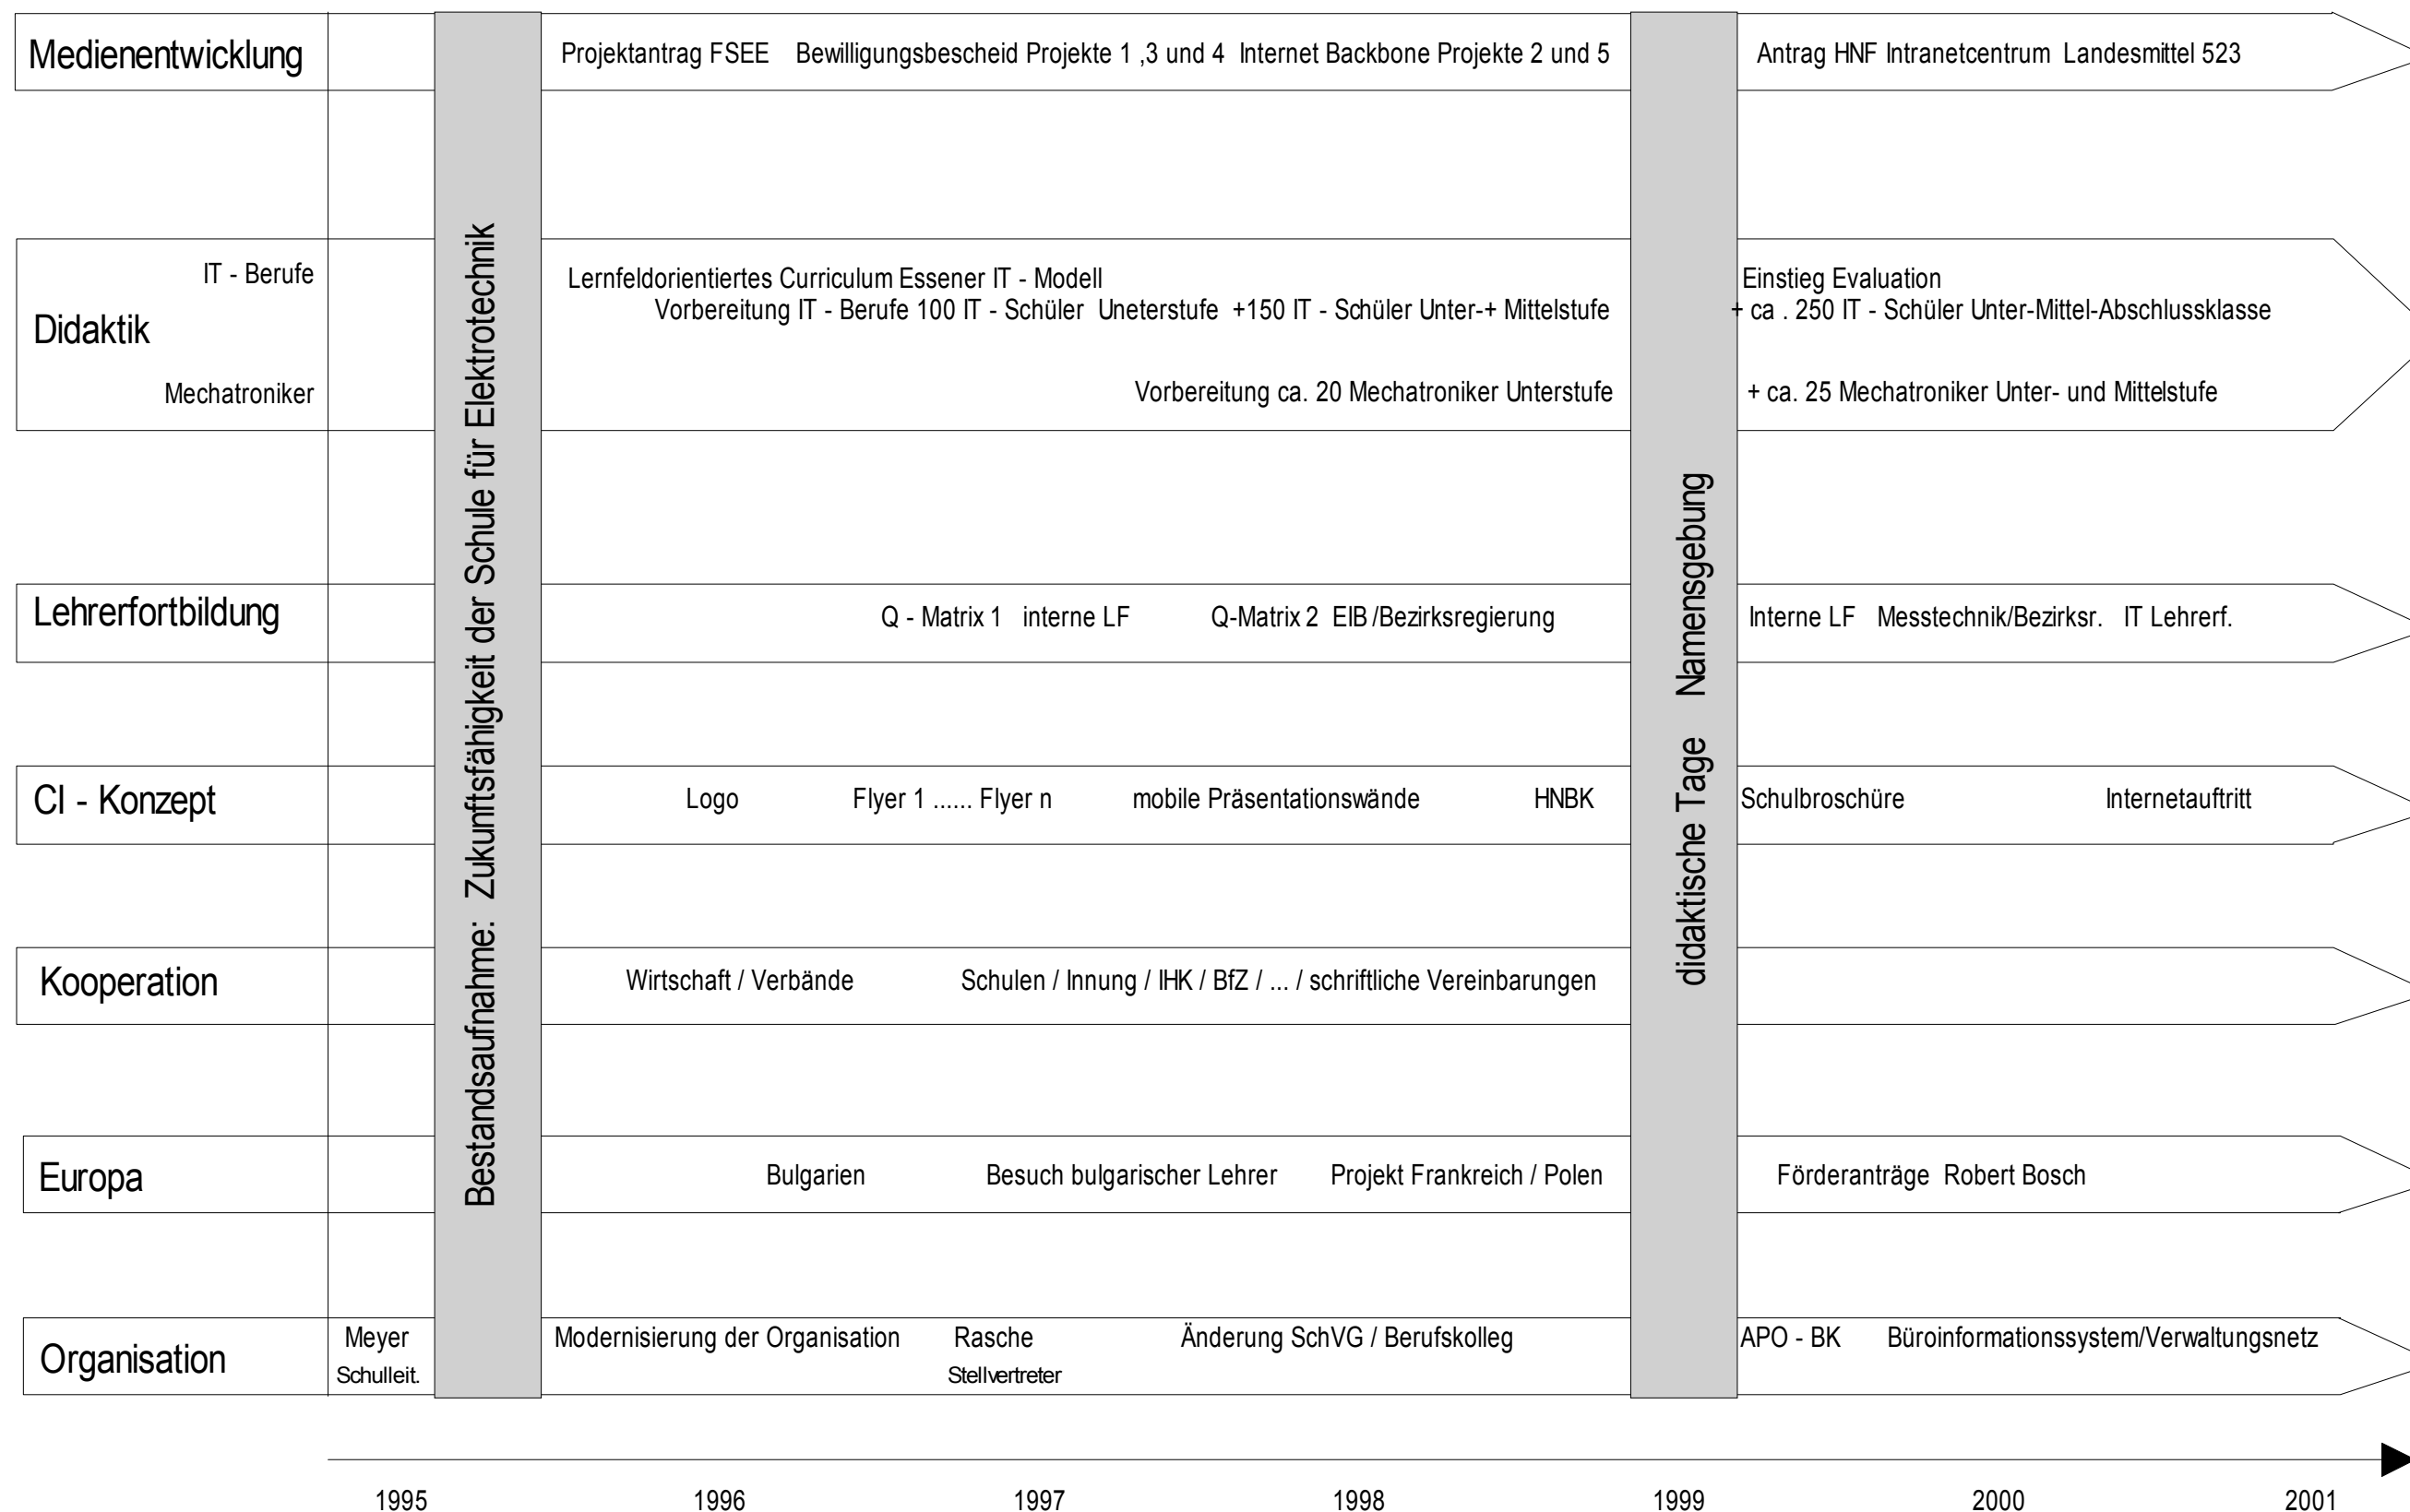 Medienentwicklung
Projektantrag FSEE Bewilligungsbescheid Projekte 1 ,3 und 4 Internet Backbone Projekte 2 und 5
Antrag HNF Intranetcentrum Landesmittel 523
Bestandsaufnahme: Zukunftsfähigkeit der Schule für Elektrotechnik
didaktische Tage Namensgebung
IT - Berufe
Didaktik
Mechatroniker
Lernfeldorientiertes Curriculum Essener IT - Modell
Vorbereitung IT - Berufe 100 IT - Schüler Uneterstufe +150 IT - Schüler Unter-+ Mittelstufe
Einstieg Evaluation
+ ca . 250 IT - Schüler Unter-Mittel-Abschlussklasse
Vorbereitung ca. 20 Mechatroniker Unterstufe
+ ca. 25 Mechatroniker Unter- und Mittelstufe
Lehrerfortbildung
Q - Matrix 1 interne LF
Q-Matrix 2 EIB /Bezirksregierung
Interne LF Messtechnik/Bezirksr. IT Lehrerf.
CI - Konzept
Logo
Flyer 1 ...... Flyer n
mobile Präsentationswände
HNBK
Schulbroschüre
Internetauftritt
Kooperation
Wirtschaft / Verbände
Schulen / Innung / IHK / BfZ / ... / schriftliche Vereinbarungen
Europa
Bulgarien
Besuch bulgarischer Lehrer
Projekt Frankreich / Polen
Förderanträge Robert Bosch
Organisation
Meyer
Schulleit.
Modernisierung der Organisation
Rasche
Stellvertreter
Änderung SchVG / Berufskolleg
APO - BK
Büroinformationssystem/Verwaltungsnetz
1995
1996
1997
1998
1999
2000
2001